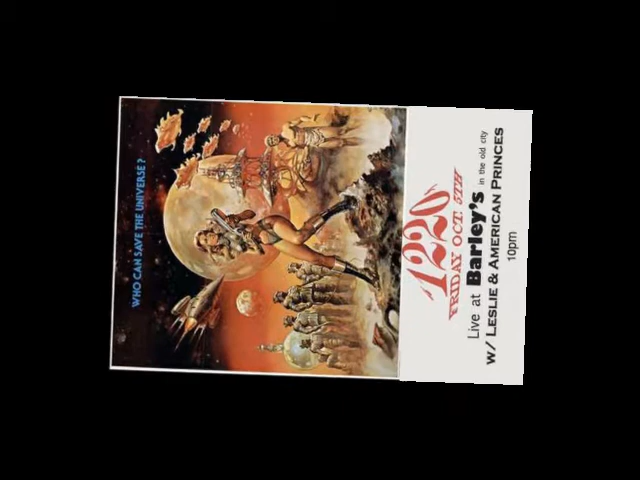 WHO CAN SAVE THE UNIVERSE?
1220
FRIDAY OCT. 5TH
Live at Barley's in the old city
w/ LESLIE & AMERICAN PRINCES
10pm